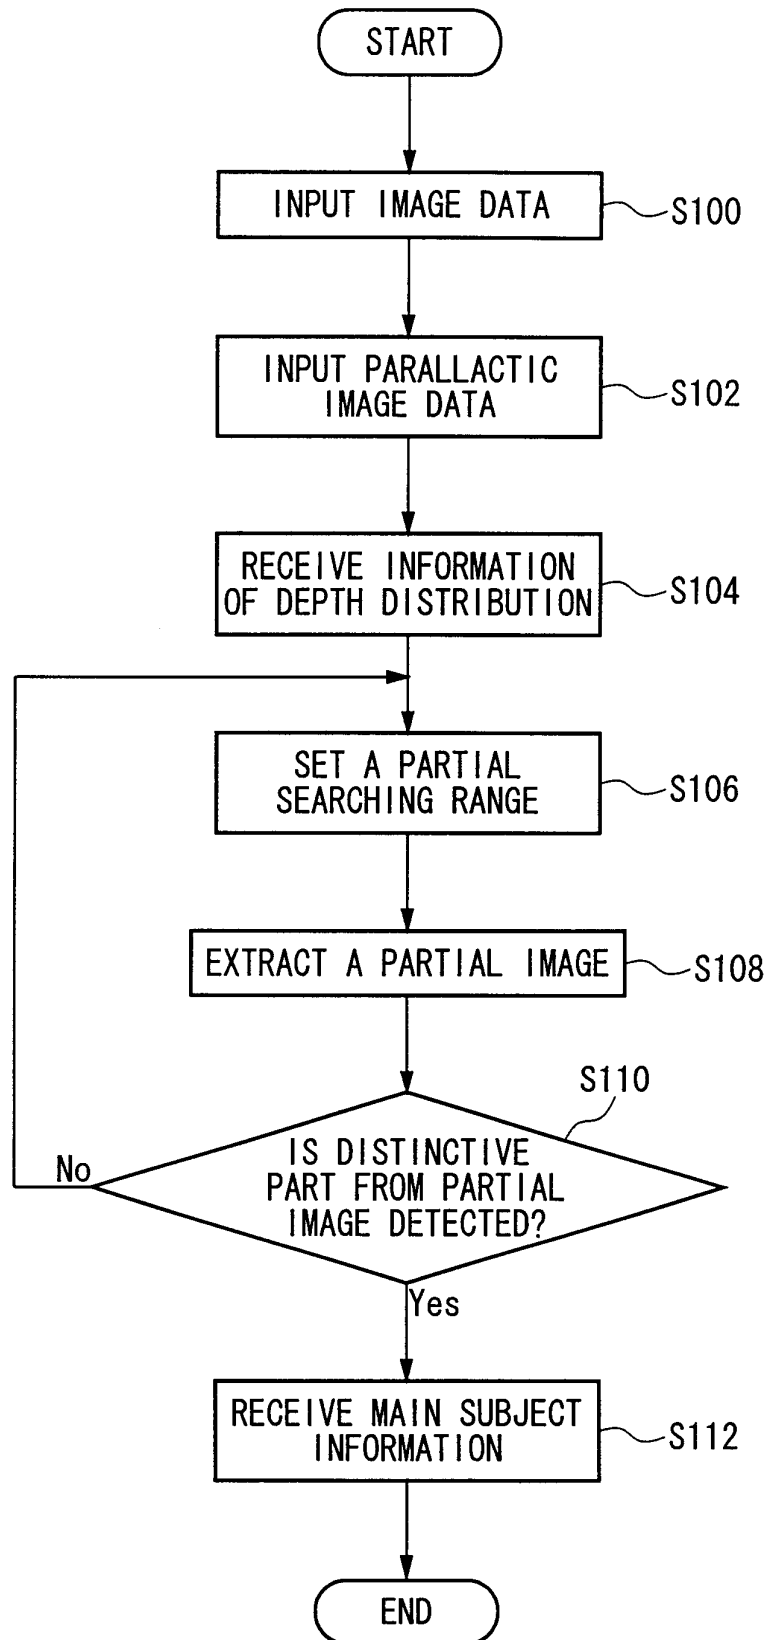 START
INPUT IMAGE DATA
S100
INPUT PARALLACTIC
IMAGE DATA
S102
RECEIVE INFORMATION
OF DEPTH DISTRIBUTION
S104
SET A PARTIAL
SEARCHING RANGE
S106
EXTRACT A PARTIAL IMAGE
S108
S110
IS DISTINCTIVE
PART FROM PARTIAL
IMAGE DETECTED?
No
Yes
RECEIVE MAIN SUBJECT
INFORMATION
S112
END